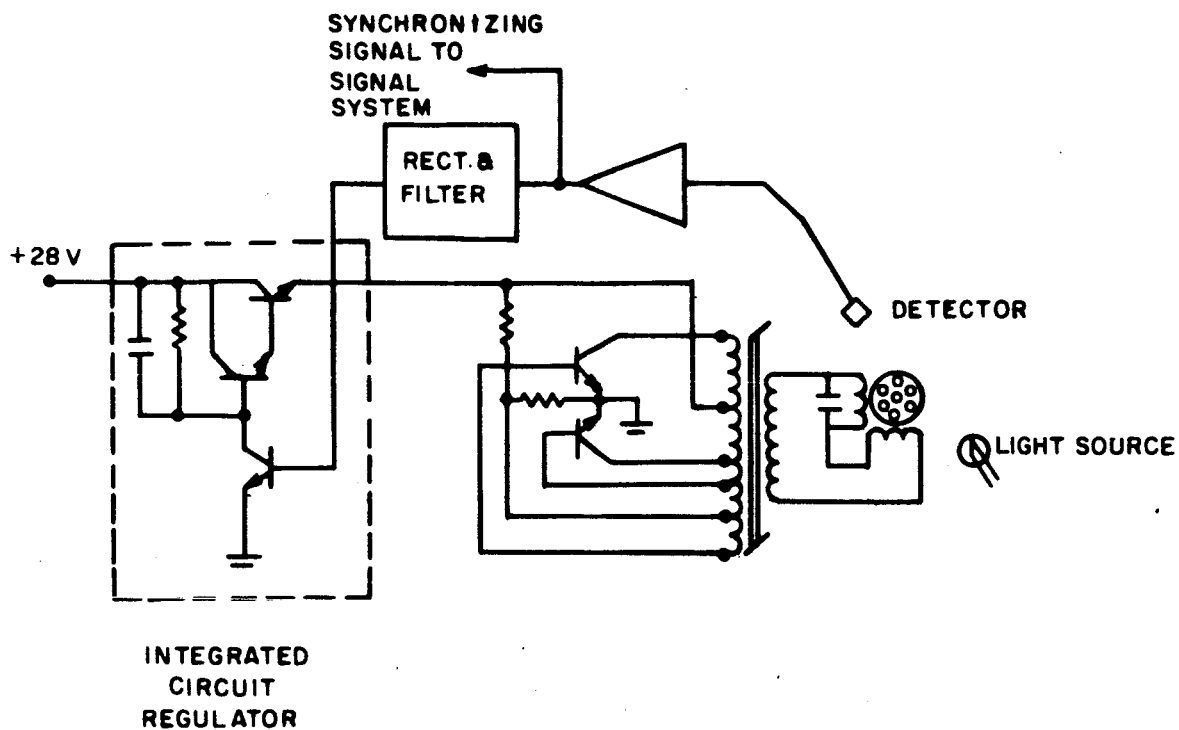 SYNCHRONIZING
SIGNAL TO
SIGNAL
SYSTEM
RECT. &
FILTER
+28 V
DETECTOR
LIGHT SOURCE
INTEGRATED
CIRCUIT
REGULATOR